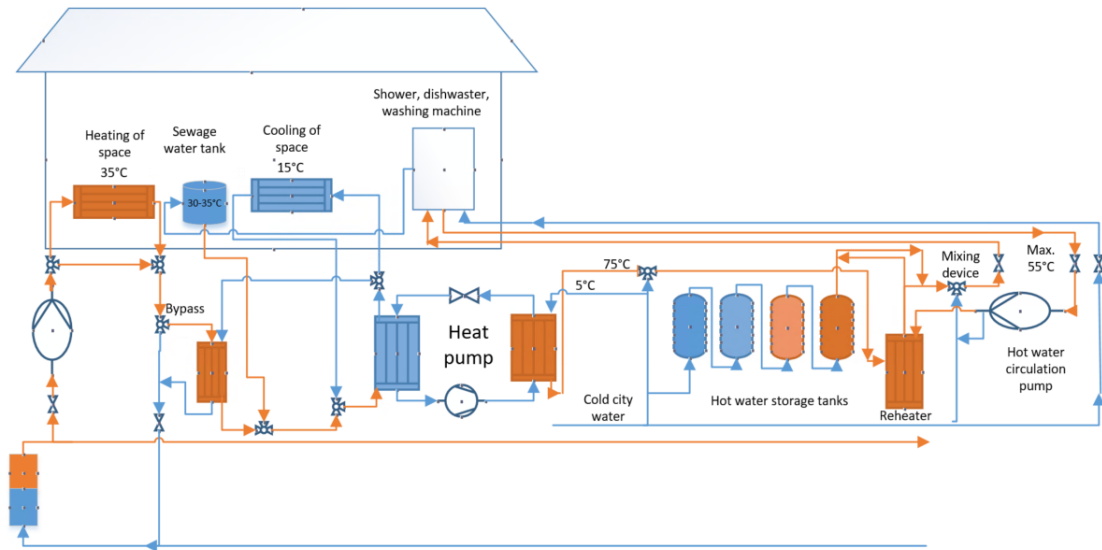 Shower, dishwaster,
washing machine
Heating of
space
35°C
Sewage
water tank
Cooling of
space
15°C
30-35°C
Bypass
Heat
pump
75°C
5°C
Mixing
device
Max.
55°C
Hot water
circulation
pump
Cold city
water
Hot water storage tanks
Reheater